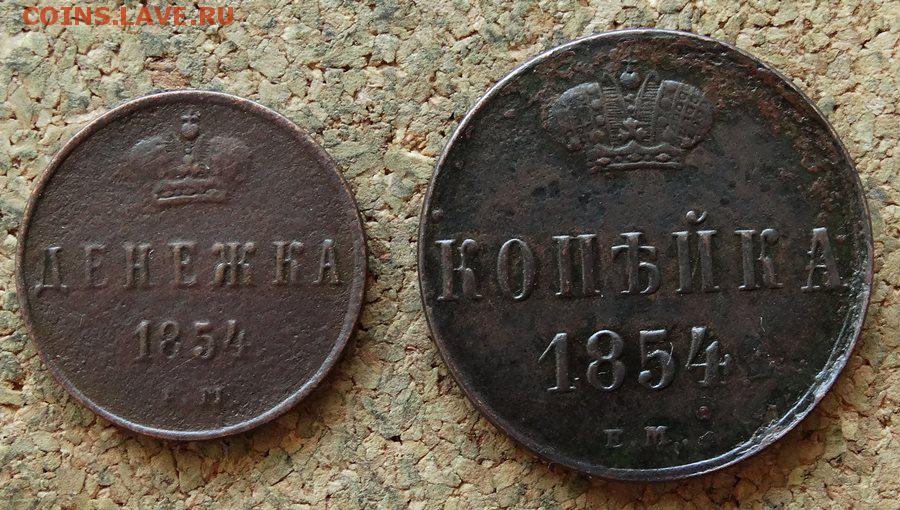 COINS.LAVE.RU
ДЕНЕЖКА
1854
Е М
КОПѢЙКА
1854
Е. М.